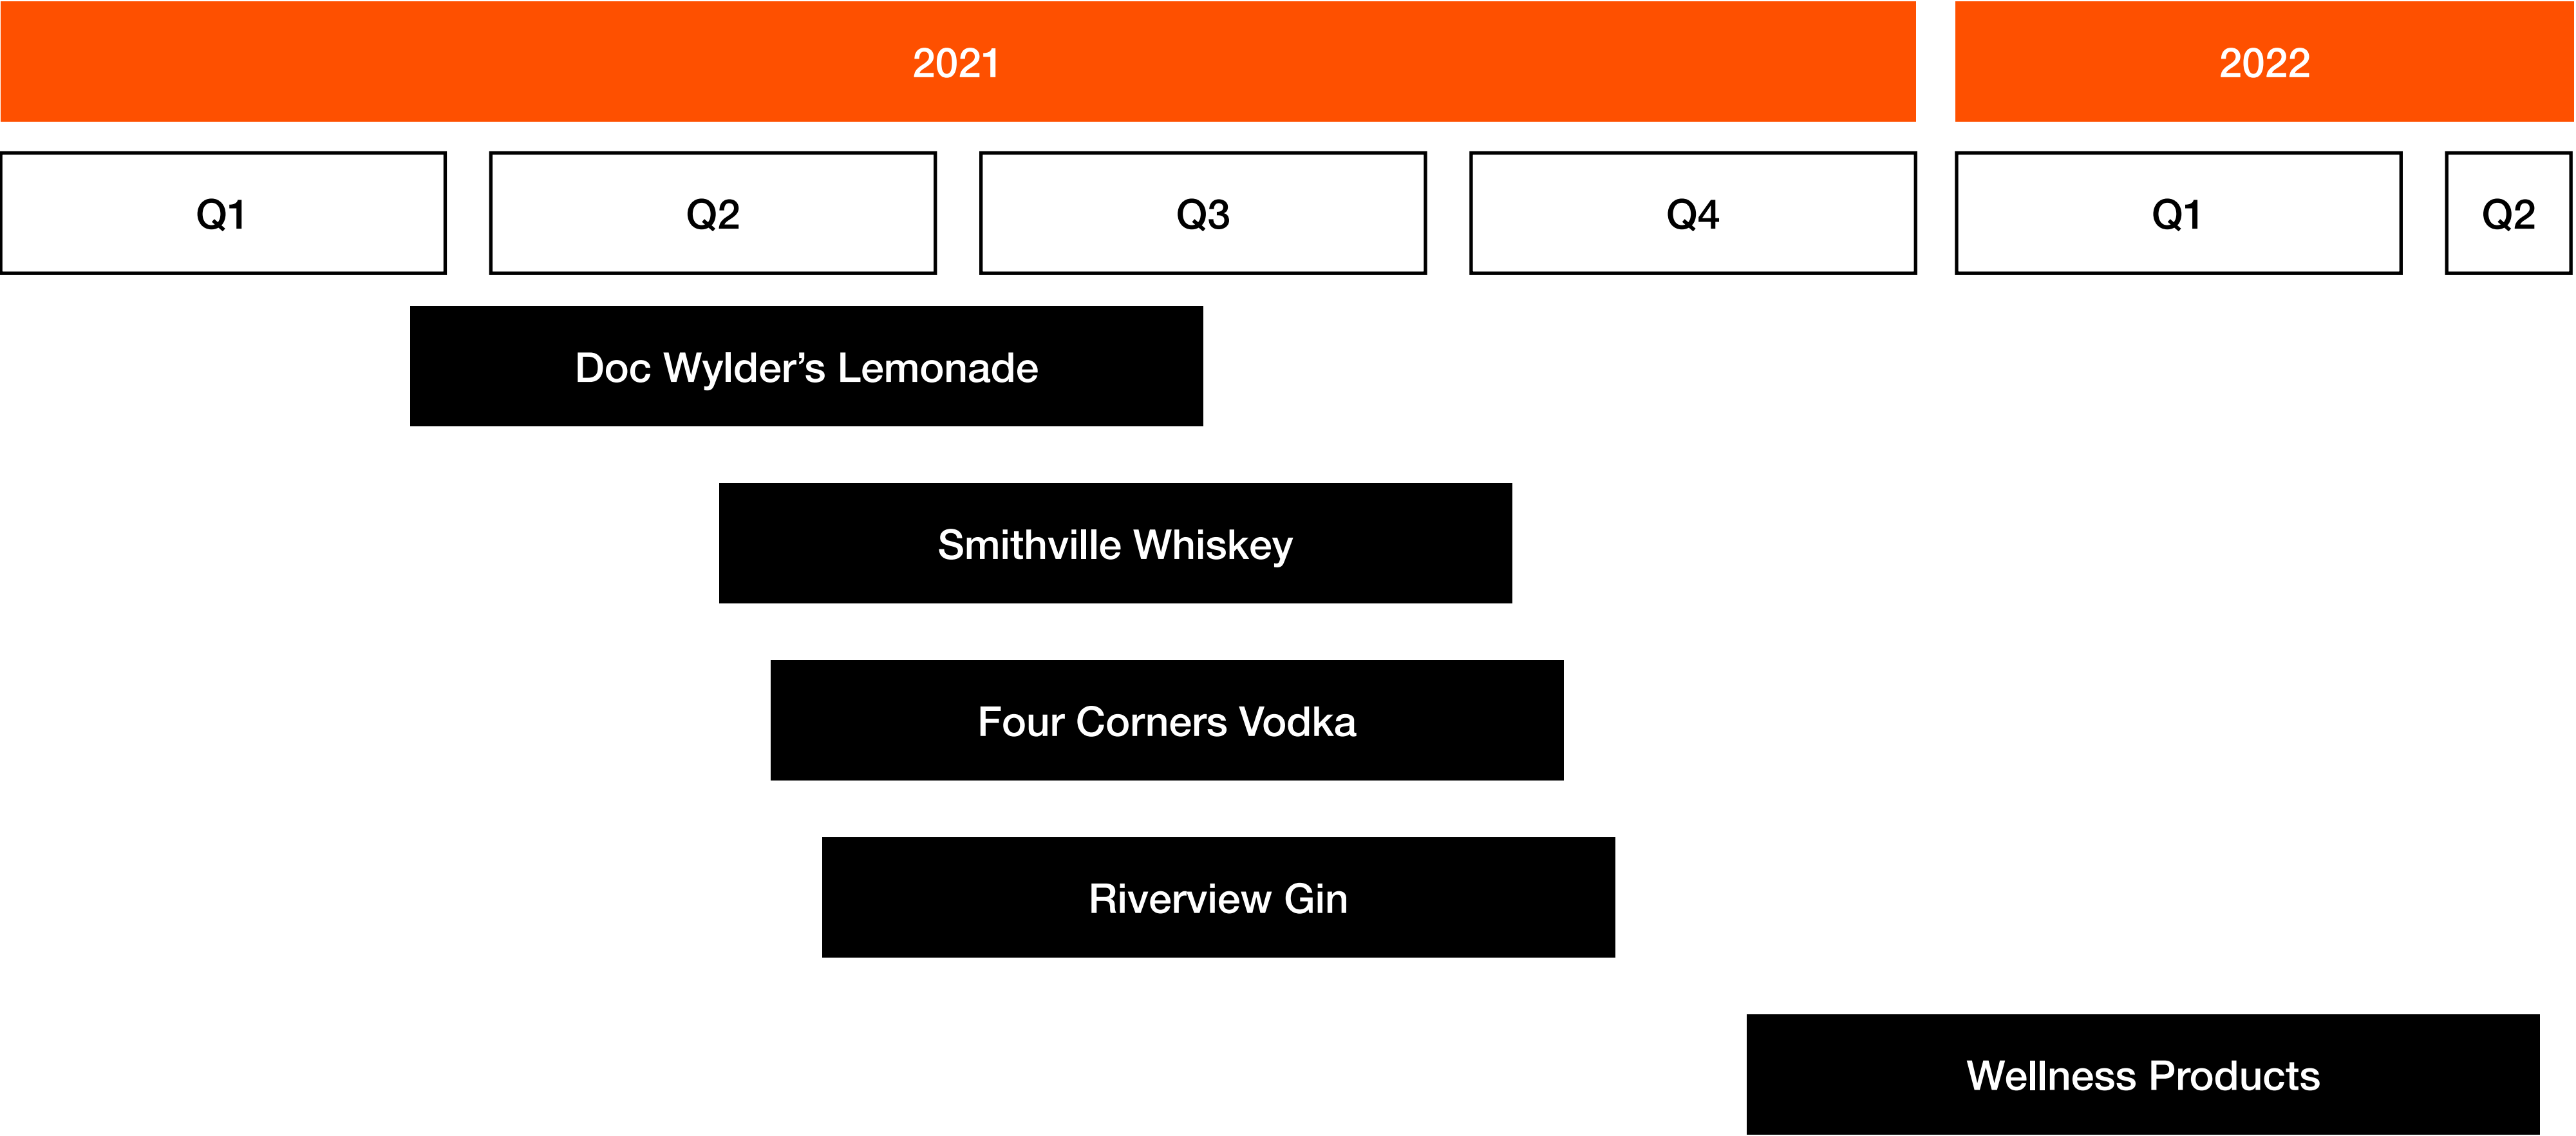 2021 2022
Q1 Q2 Q3 Q4 Q1 Q2
Doc Wylder’s Lemonade
Smithville Whiskey
Four Corners Vodka
Riverview Gin
Wellness Products